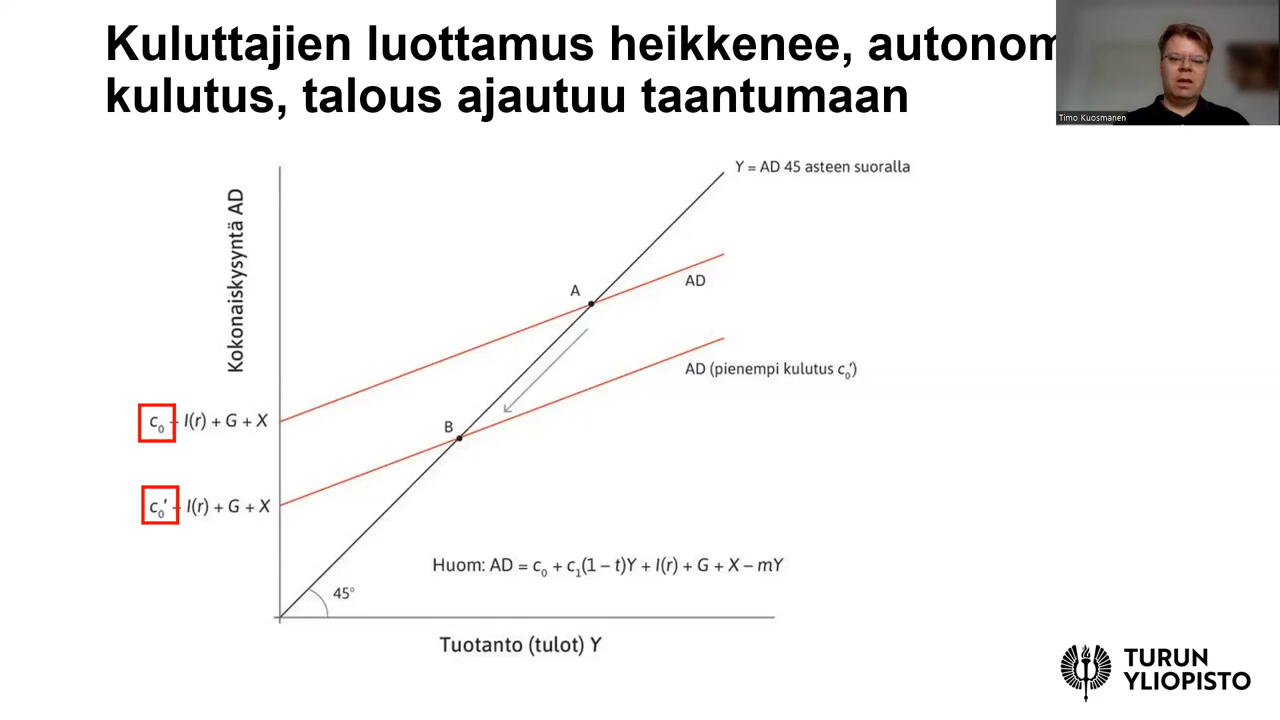 Kuluttajien luottamus heikkenee,
kulutus, talous ajautuu taantumaan
Timo Kuosmanen
Y = AD 45 asteen suoralla
Kokonaiskysyntä AD
A
AD
AD (pienempi kulutus c₀′)
c₀ + I(r) + G + X
B
c₀′ + I(r) + G + X
Huom: AD = c₀ + c₁(1 – t)Y + I(r) + G + X – mY
45°
Tuotanto (tulot) Y
TURUN
YLIOPISTO